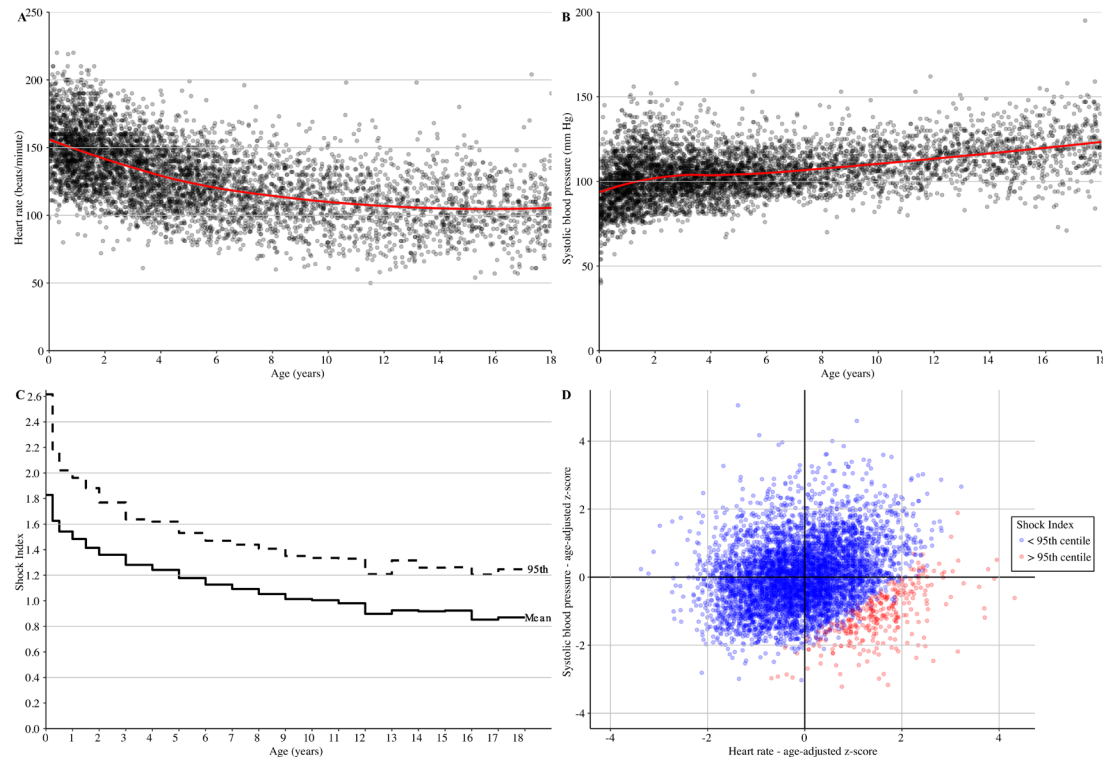 A
250
200
150
100
50
0
Heart rate (beats/minute)
0 2 4 6 8 10 12 14 16 18
Age (years)
B
200
150
100
50
0
Systolic blood pressure (mm Hg)
0 2 4 6 8 10 12 14 16 18
Age (years)
C
2.6
2.4
2.2
2.0
1.8
1.6
1.4
1.2
1.0
0.8
0.6
0.4
0.2
0.0
Shock Index
95th
Mean
0 1 2 3 4 5 6 7 8 9 10 11 12 13 14 15 16 17 18
Age (years)
D
4
2
0
-2
-4
Systolic blood pressure - age-adjusted z-score
-4 -2 0 2 4
Heart rate - age-adjusted z-score
Shock Index
< 95th centile
> 95th centile